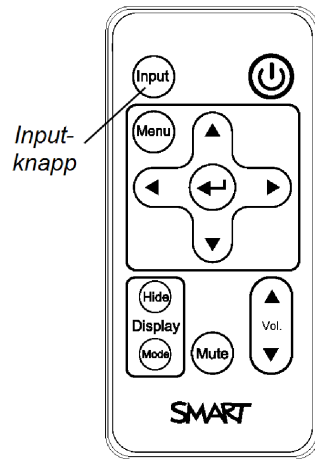 Input
Input-
knapp
Menu
Hide
Display
Mode
Mute
Vol.
SMART